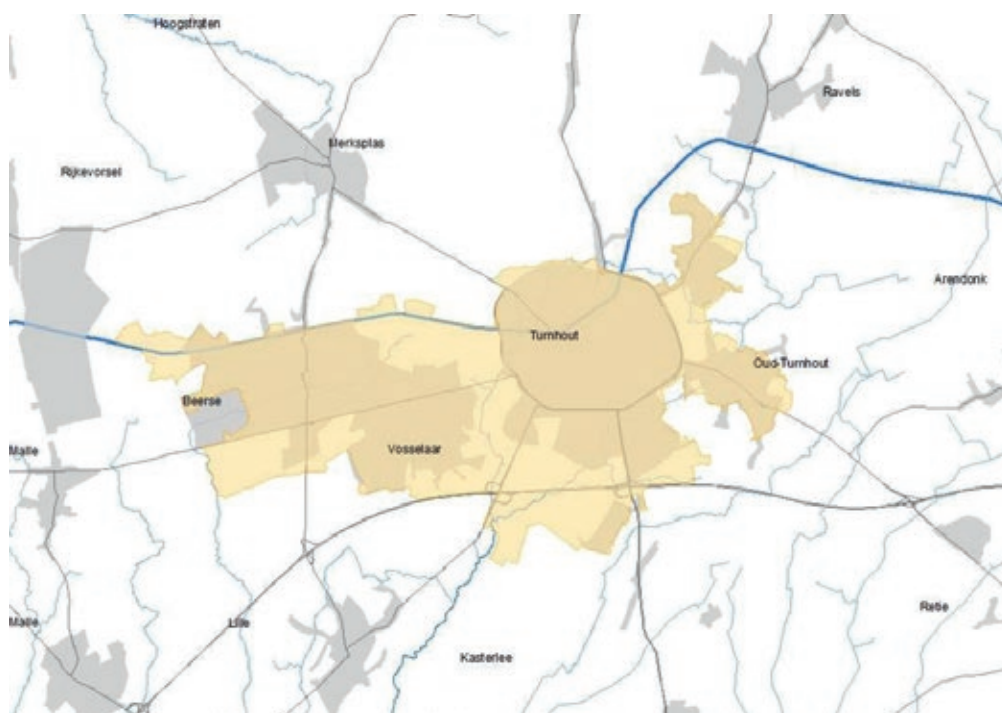 Hoogstraten
Ravels
Merksplas
Rijkevorsel
Arendonk
Turnhout
Oud-Turnhout
Beerse
Vosselaar
Malle
Retie
Malle
Lille
Kasterlee